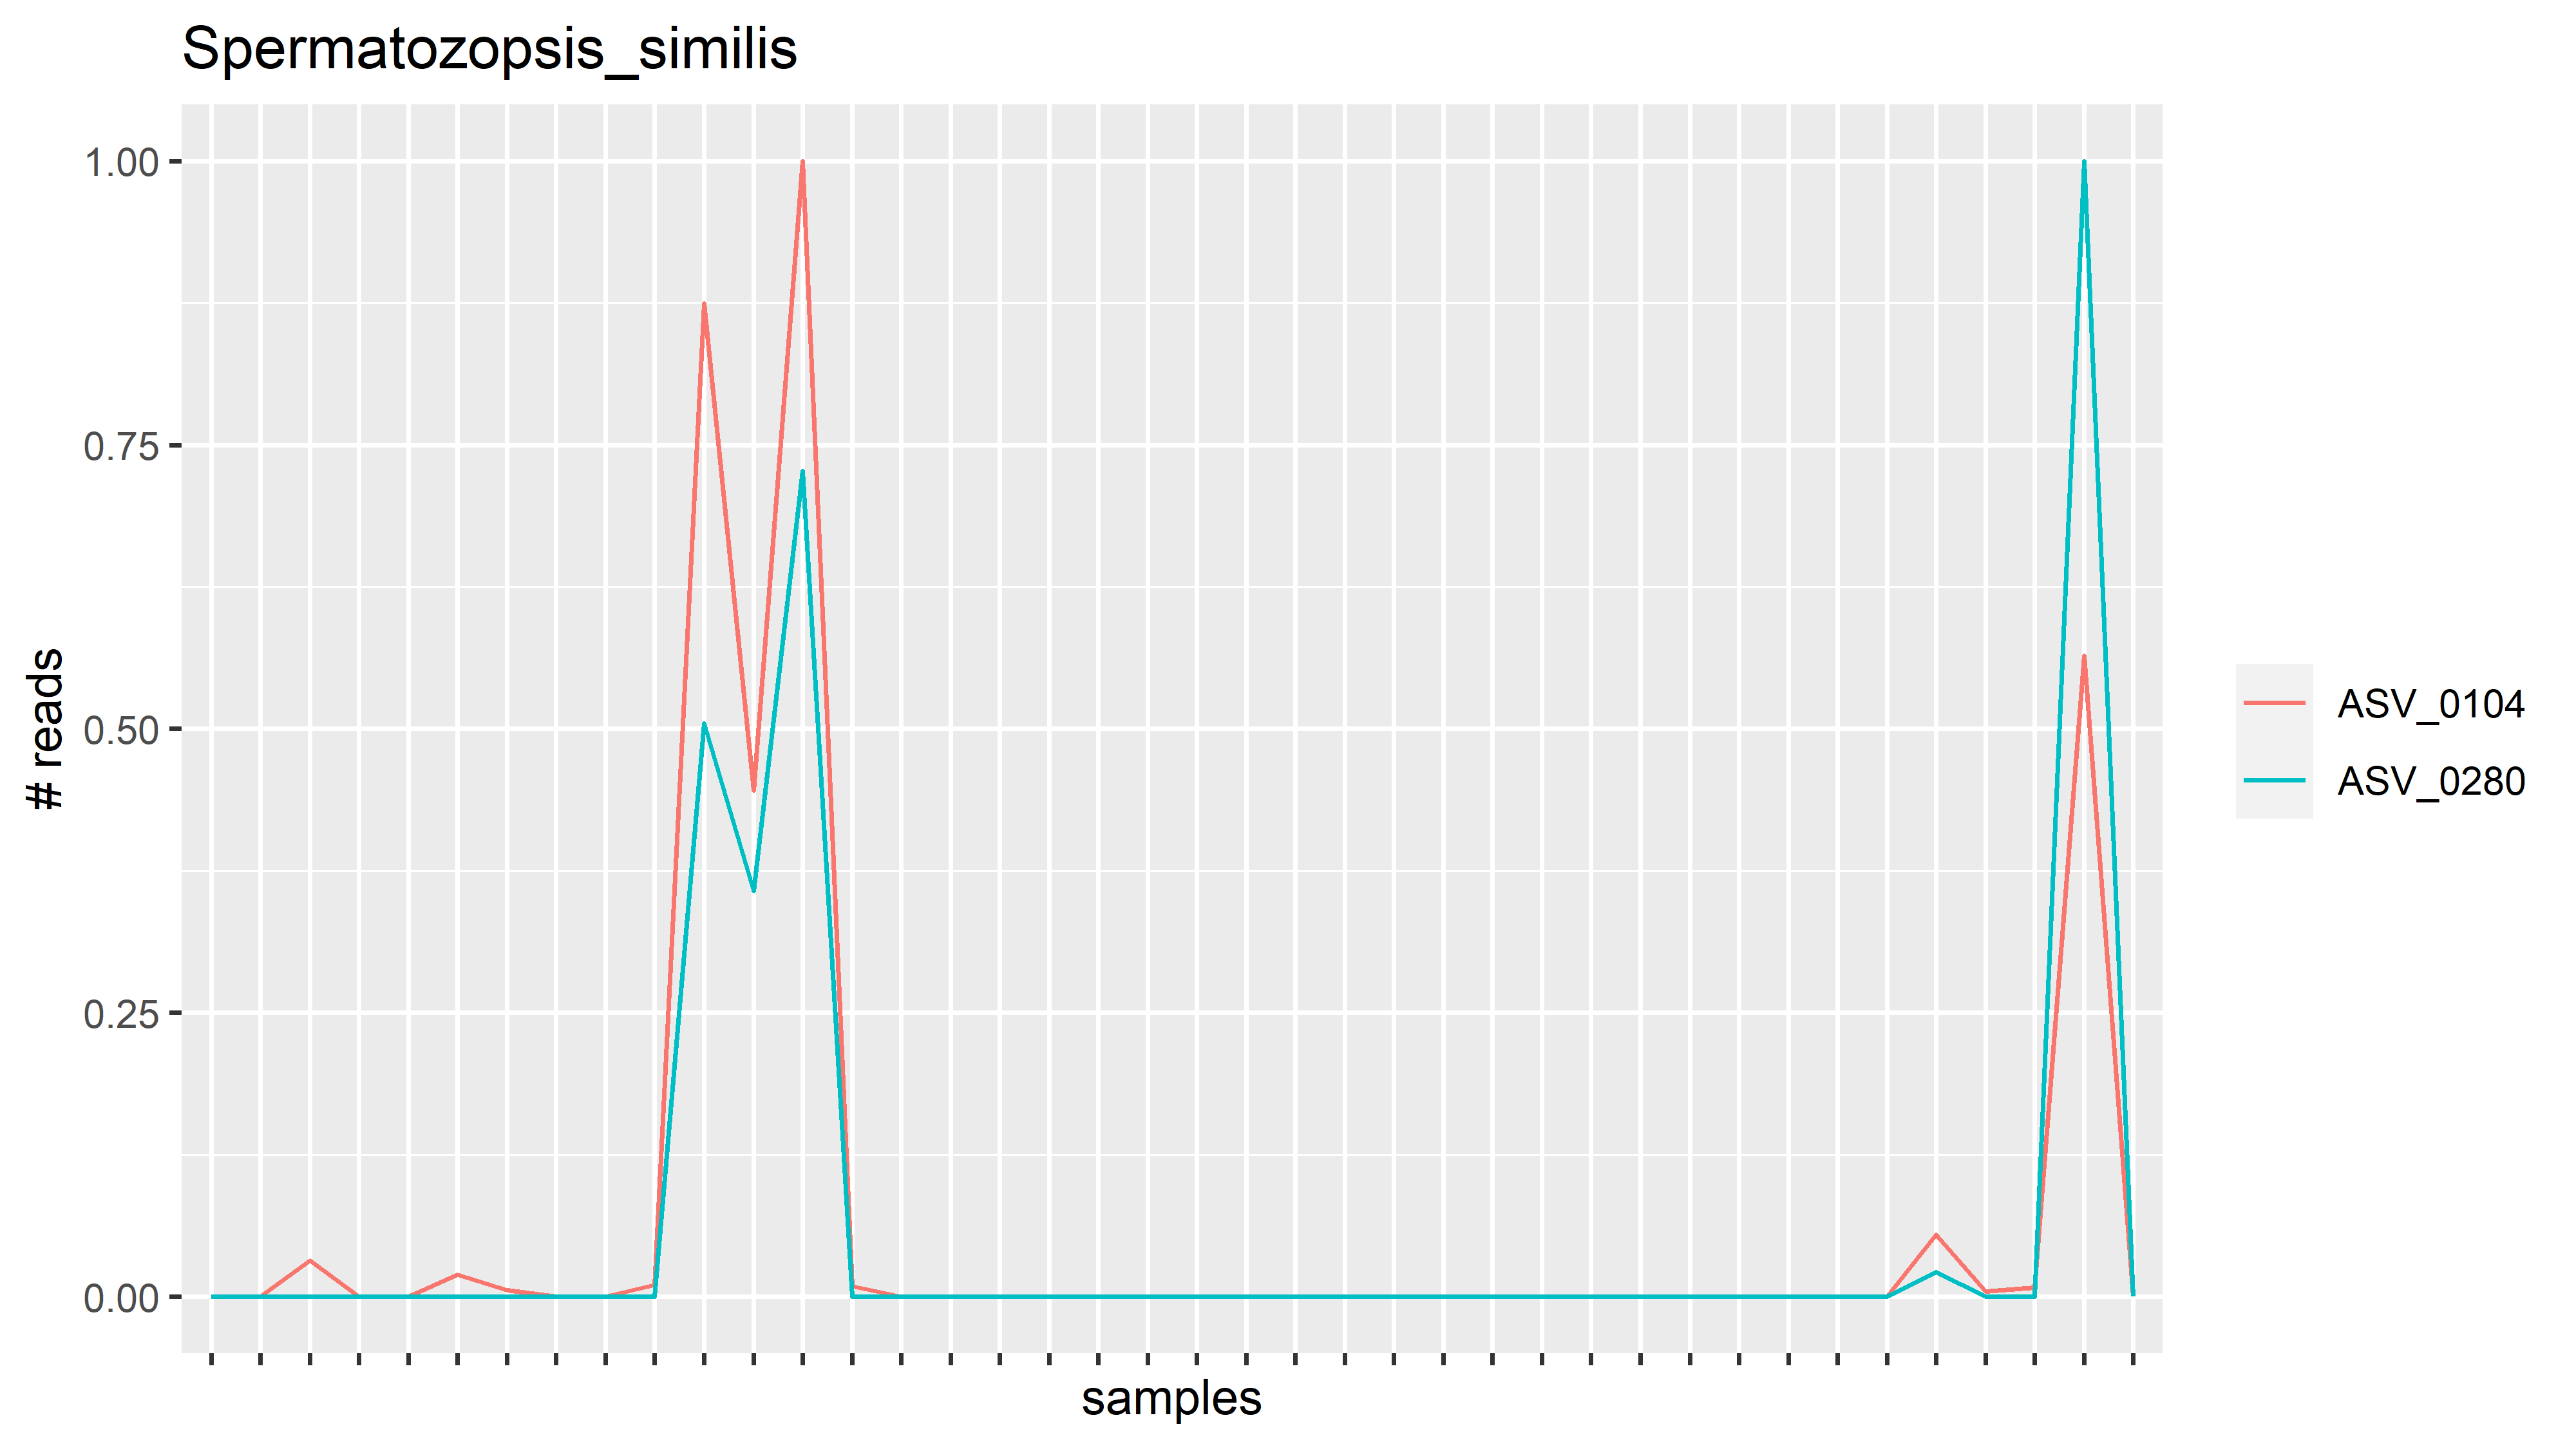 Spermatozopsis_similis
1.00
0.75
0.50
0.25
0.00
# reads
samples
ASV_0104
ASV_0280